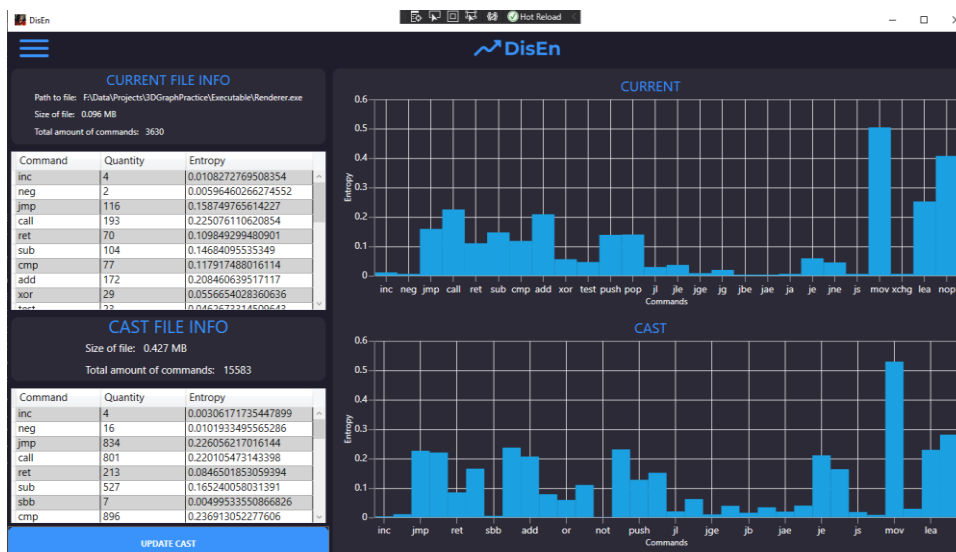 DisEn
Hot Reload
DisEn
CURRENT FILE INFO
Path to file: F:\Data\Projects\3DGraphPractice\Executable\Renderer.exe
Size of file: 0.096 MB
Total amount of commands: 3630
Command Quantity Entropy
inc 4 0.0108272769508354
neg 2 0.00596460266274552
jmp 116 0.158749765614227
call 193 0.225076110620854
ret 70 0.109849299480901
sub 104 0.14684095535349
cmp 77 0.117917488016114
add 172 0.208460639517117
xor 29 0.0556654028360636
test 23 0.0462673314509643
CAST FILE INFO
Size of file: 0.427 MB
Total amount of commands: 15583
Command Quantity Entropy
inc 4 0.00306171735447899
neg 16 0.0101933495565286
jmp 834 0.226056217016144
call 801 0.220105473143398
ret 213 0.0846501853059394
sub 527 0.165240058031391
sbb 7 0.00499533550866826
cmp 896 0.236913052277606
UPDATE CAST
CURRENT
0.6
0.5
0.4
0.3
0.2
0.1
0
Entropy
inc neg jmp call ret sub cmp add xor test push pop jl jle jge jg jbe jae ja je jne js mov xchg lea nop
Commands
CAST
0.6
0.5
0.4
0.3
0.2
0.1
0
Entropy
inc jmp ret sbb add or not push jl jge jb jae je js mov lea
Commands